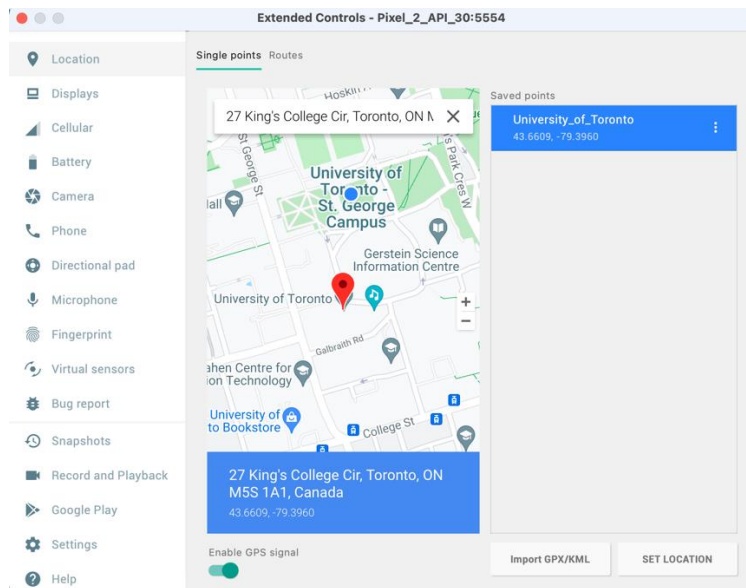 Extended Controls - Pixel_2_API_30:5554
Location
Displays
Cellular
Battery
Camera
Phone
Directional pad
Microphone
Fingerprint
Virtual sensors
Bug report
Snapshots
Record and Playback
Google Play
Settings
Help
Single points Routes
27 King's College Cir, Toronto, ON
St George St
s Park Cres W
University of
Toronto -
St. George
Campus
Gerstein Science
Information Centre
University of Toronto
+
−
Galbraith Rd
ahen Centre for
ion Technology
University of
to Bookstore
College St
27 King's College Cir, Toronto, ON
M5S 1A1, Canada
43.6609, -79.3960
Enable GPS signal
Saved points
University_of_Toronto
43.6609, -79.3960
Import GPX/KML
SET LOCATION